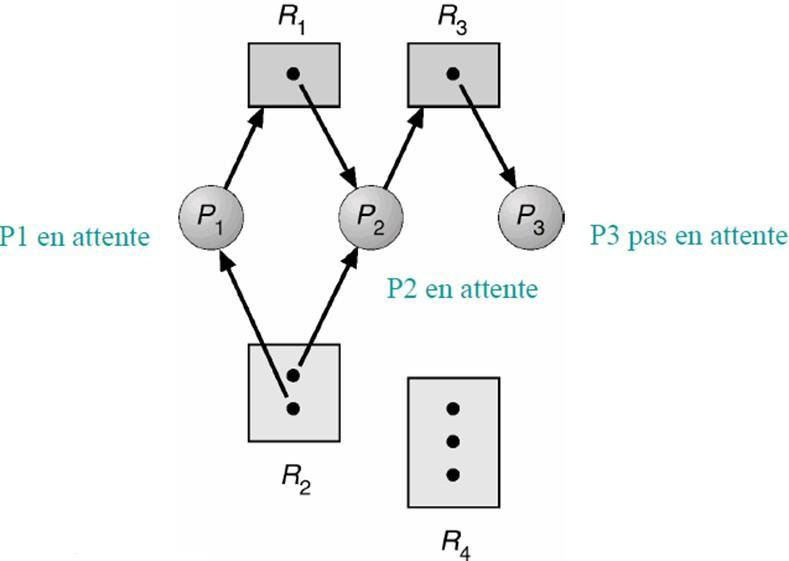 R1
R3
P1
P2
P3
P1 en attente
P3 pas en attente
P2 en attente
R2
R4